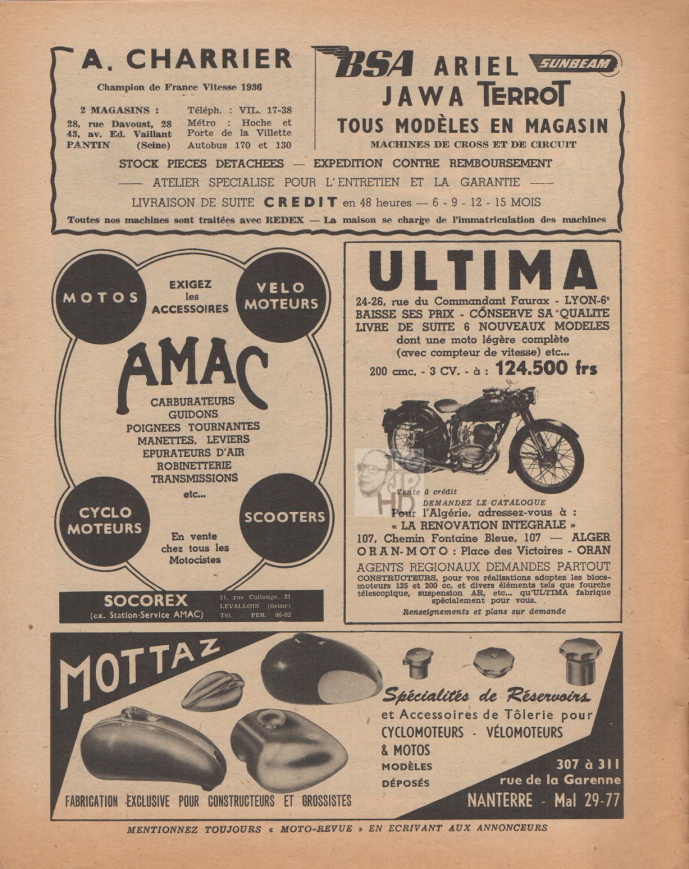 A. CHARRIER
Champion de France Vitesse 1936
2 MAGASINS :
28, rue Davoust, 28
43, av. Ed. Vaillant
PANTIN (Seine)
Téléph. : VIL. 17-38
Métro : Hoche et
Porte de la Villette
Autobus 170 et 130
BSA ARIEL SUNBEAM
JAWA TERROT
TOUS MODÈLES EN MAGASIN
MACHINES DE CROSS ET DE CIRCUIT
STOCK PIECES DETACHEES — EXPEDITION CONTRE REMBOURSEMENT
— ATELIER SPECIALISE POUR L'ENTRETIEN ET LA GARANTIE —
LIVRAISON DE SUITE CREDIT en 48 heures — 6 - 9 - 12 - 15 MOIS
Toutes nos machines sont traitées avec REDEX — La maison se charge de l'immatriculation des machines
MOTOS
EXIGEZ
les
ACCESSOIRES
VELO
MOTEURS
AMAC
CARBURATEURS
GUIDONS
POIGNEES TOURNANTES
MANETTES, LEVIERS
EPURATEURS D'AIR
ROBINETTERIE
TRANSMISSIONS
etc...
CYCLO
MOTEURS
SCOOTERS
En vente
chez tous les
Motocistes
SOCOREX
(ex. Station-Service AMAC)
21, rue Collange, 21
LEVALLOIS (Seine)
Tél. : PER. 06-02
ULTIMA
24-26, rue du Commandant Faurax - LYON-6e
BAISSE SES PRIX - CONSERVE SA QUALITE
LIVRE DE SUITE 6 NOUVEAUX MODELES
dont une moto légère complète
(avec compteur de vitesse) etc...
200 cmc. - 3 CV. - à : 124.500 frs
JP
HD
Vente à crédit
DEMANDEZ LE CATALOGUE
Pour l'Algérie, adressez-vous à :
« LA RENOVATION INTEGRALE »
107, Chemin Fontaine Bleue, 107 — ALGER
ORAN-MOTO : Place des Victoires - ORAN
AGENTS REGIONAUX DEMANDES PARTOUT
CONSTRUCTEURS, pour vos réalisations adoptez les blocs-
moteurs 125 et 200 cc. et divers éléments tels que fourche
télescopique, suspension AR, etc... qu'ULTIMA fabrique
spécialement pour vous.
Renseignements et plans sur demande
MOTTAZ
Spécialités de Réservoirs
et Accessoires de Tôlerie pour
CYCLOMOTEURS - VÉLOMOTEURS
& MOTOS
MODÈLES
DÉPOSÉS
307 à 311
rue de la Garenne
NANTERRE - Mal 29-77
FABRICATION EXCLUSIVE POUR CONSTRUCTEURS ET GROSSISTES
MENTIONNEZ TOUJOURS « MOTO-REVUE » EN ECRIVANT AUX ANNONCEURS